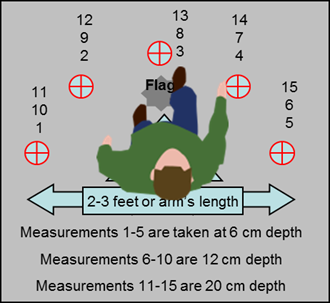 13
12 8 14
9 3 7
2 Flag 4
11 15
10 6
1 5
2-3 feet or arm's length
Measurements 1-5 are taken at 6 cm depth
Measurements 6-10 are 12 cm depth
Measurements 11-15 are 20 cm depth